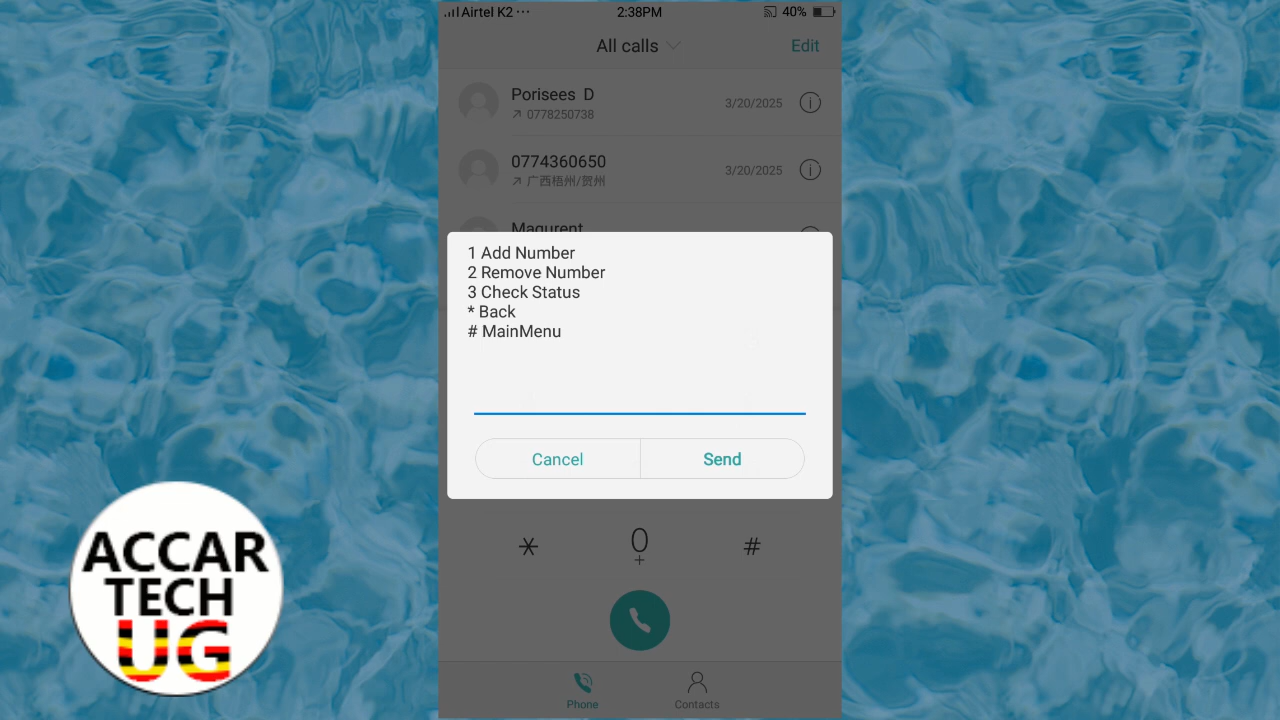 Airtel K2 ··· 2:38PM 40%
All calls Edit
Porisees D
0778250738
3/20/2025
0774360650
广西梧州/贺州
3/20/2025
Magurent
1 Add Number
2 Remove Number
3 Check Status
* Back
# MainMenu
Cancel Send
* 0 #
+
Phone Contacts
ACCAR
TECH
UG